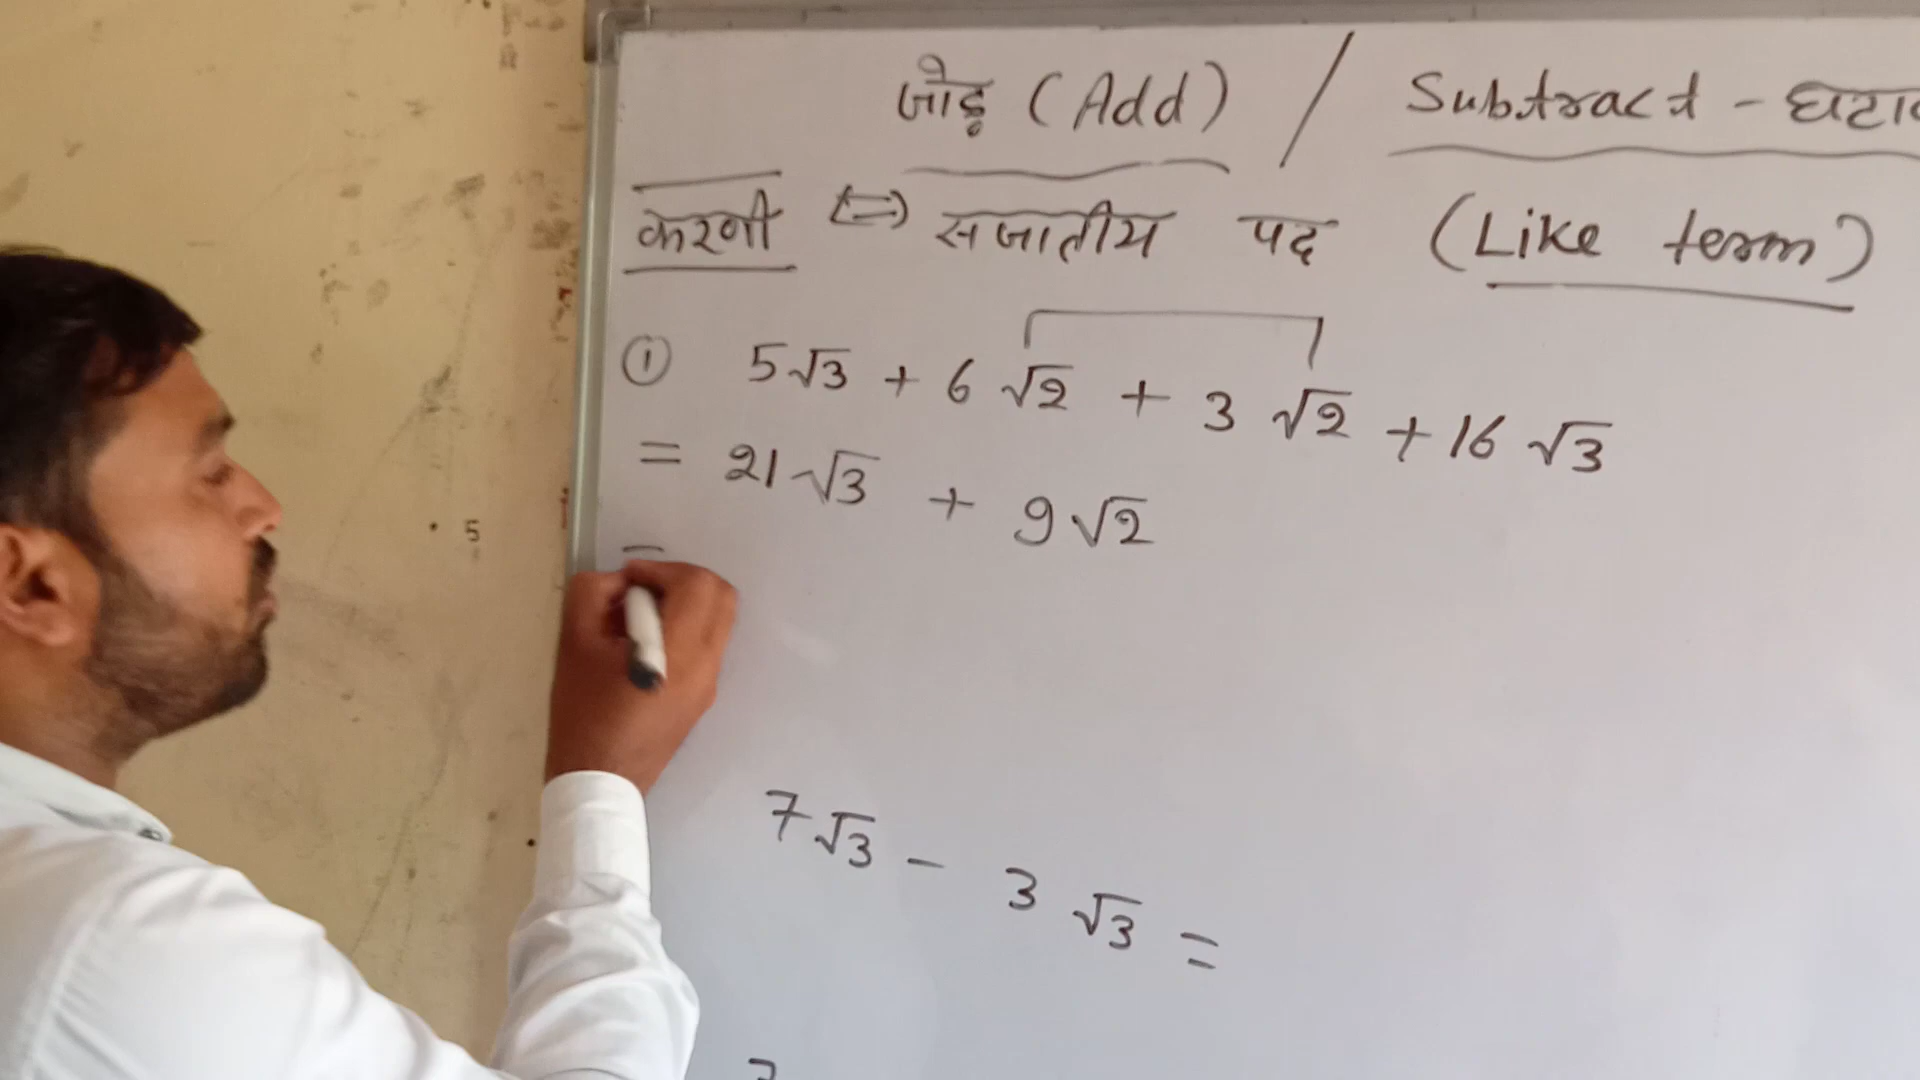 जोड़ (Add) / Subtract -
करणी ⇔ सजातीय पद (Like term)
① 5√3 + 6√2 + 3√2 + 16√3
= 21√3 + 9√2
5
7√3 - 3√3 =